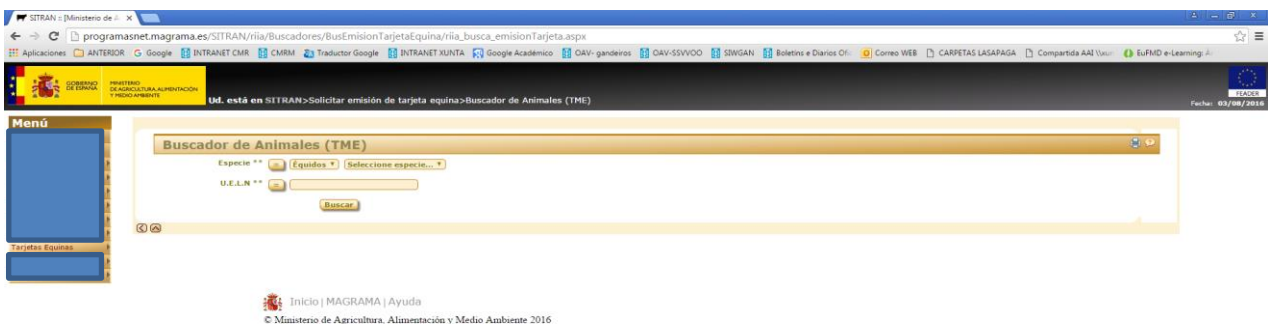 SITRAN :: [Ministerio de A
programasnet.magrama.es/SITRAN/riia/Buscadores/BusEmisionTarjetaEquina/riia_busca_emisionTarjeta.aspx
Aplicaciones ANTERIOR Google INTRANET CMR CMRM Traductor Google INTRANET XUNTA Google Académico OAV- gandeiros OAV-SSVVOO SIWGAN Boletins e Diarios Ofi Correo WEB CARPETAS LASAPAGA Compartida AAI EuFMD e-Learning:
GOBIERNO DE ESPAÑA
MINISTERIO
DE AGRICULTURA, ALIMENTACIÓN
Y MEDIO AMBIENTE
Ud. está en SITRAN>Solicitar emisión de tarjeta equina>Buscador de Animales (TME)
FEADER
Fecha: 03/08/2016
Menú
Buscador de Animales (TME)
Especie ** = Équidos Seleccione especie...
U.E.L.N ** =
Buscar
Tarjetas Equinas
Inicio | MAGRAMA | Ayuda
© Ministerio de Agricultura, Alimentación y Medio Ambiente 2016